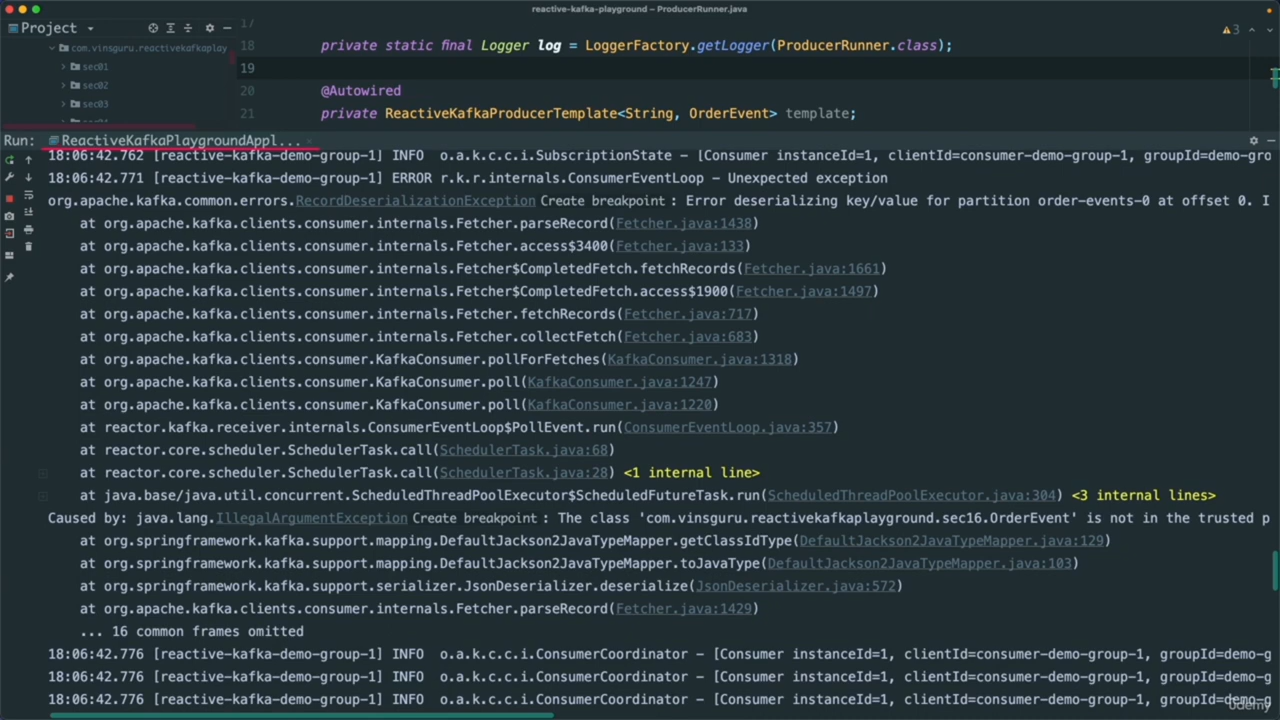 reactive-kafka-playground – ProducerRunner.java
Project
com.vinsguru.reactivekafkaplay
sec01
sec02
sec03
17
18 private static final Logger log = LoggerFactory.getLogger(ProducerRunner.class);
3
19
20 @Autowired
21 private ReactiveKafkaProducerTemplate<String, OrderEvent> template;
Run: ReactiveKafkaPlaygroundAppl...
18:06:42.762 [reactive-kafka-demo-group-1] INFO o.a.k.c.c.i.SubscriptionState – [Consumer instanceId=1, clientId=consumer-demo-group-1, groupId=demo-gro
18:06:42.771 [reactive-kafka-demo-group-1] ERROR r.k.r.internals.ConsumerEventLoop – Unexpected exception
org.apache.kafka.common.errors.RecordDeserializationException Create breakpoint : Error deserializing key/value for partition order-events-0 at offset 0. I
at org.apache.kafka.clients.consumer.internals.Fetcher.parseRecord(Fetcher.java:1438)
at org.apache.kafka.clients.consumer.internals.Fetcher.access$3400(Fetcher.java:133)
at org.apache.kafka.clients.consumer.internals.Fetcher$CompletedFetch.fetchRecords(Fetcher.java:1661)
at org.apache.kafka.clients.consumer.internals.Fetcher$CompletedFetch.access$1900(Fetcher.java:1497)
at org.apache.kafka.clients.consumer.internals.Fetcher.fetchRecords(Fetcher.java:717)
at org.apache.kafka.clients.consumer.internals.Fetcher.collectFetch(Fetcher.java:683)
at org.apache.kafka.clients.consumer.KafkaConsumer.pollForFetches(KafkaConsumer.java:1318)
at org.apache.kafka.clients.consumer.KafkaConsumer.poll(KafkaConsumer.java:1247)
at org.apache.kafka.clients.consumer.KafkaConsumer.poll(KafkaConsumer.java:1220)
at reactor.kafka.receiver.internals.ConsumerEventLoop$PollEvent.run(ConsumerEventLoop.java:357)
at reactor.core.scheduler.SchedulerTask.call(SchedulerTask.java:68)
at reactor.core.scheduler.SchedulerTask.call(SchedulerTask.java:28) <1 internal line>
at java.base/java.util.concurrent.ScheduledThreadPoolExecutor$ScheduledFutureTask.run(ScheduledThreadPoolExecutor.java:304) <3 internal lines>
Caused by: java.lang.IllegalArgumentException Create breakpoint : The class 'com.vinsguru.reactivekafkaplayground.sec16.OrderEvent' is not in the trusted p
at org.springframework.kafka.support.mapping.DefaultJackson2JavaTypeMapper.getClassIdType(DefaultJackson2JavaTypeMapper.java:129)
at org.springframework.kafka.support.mapping.DefaultJackson2JavaTypeMapper.toJavaType(DefaultJackson2JavaTypeMapper.java:103)
at org.springframework.kafka.support.serializer.JsonDeserializer.deserialize(JsonDeserializer.java:572)
at org.apache.kafka.clients.consumer.internals.Fetcher.parseRecord(Fetcher.java:1429)
... 16 common frames omitted
18:06:42.776 [reactive-kafka-demo-group-1] INFO o.a.k.c.c.i.ConsumerCoordinator – [Consumer instanceId=1, clientId=consumer-demo-group-1, groupId=demo-g
18:06:42.776 [reactive-kafka-demo-group-1] INFO o.a.k.c.c.i.ConsumerCoordinator – [Consumer instanceId=1, clientId=consumer-demo-group-1, groupId=demo-g
18:06:42.776 [reactive-kafka-demo-group-1] INFO o.a.k.c.c.i.ConsumerCoordinator – [Consumer instanceId=1, clientId=consumer-demo-group-1, groupId=demo-g
udemy